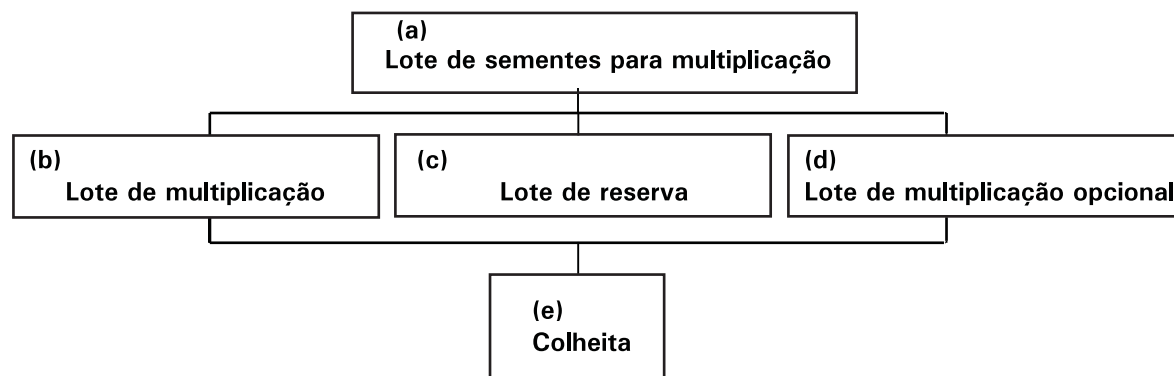 (a)
Lote de sementes para multiplicação
(b)
Lote de multiplicação
(c)
Lote de reserva
(d)
Lote de multiplicação opcional
(e)
Colheita